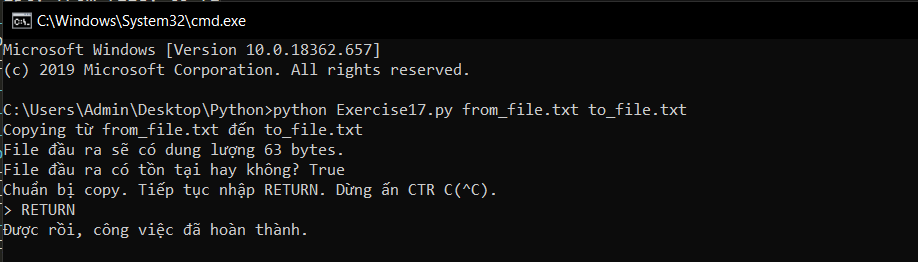 C:\Windows\System32\cmd.exe
Microsoft Windows [Version 10.0.18362.657]
(c) 2019 Microsoft Corporation. All rights reserved.
C:\Users\Admin\Desktop\Python>python Exercise17.py from_file.txt to_file.txt
Copying từ from_file.txt đến to_file.txt
File đầu ra sẽ có dung lượng 63 bytes.
File đầu ra có tồn tại hay không? True
Chuẩn bị copy. Tiếp tục nhập RETURN. Dừng ấn CTR C(^C).
> RETURN
Được rồi, công việc đã hoàn thành.